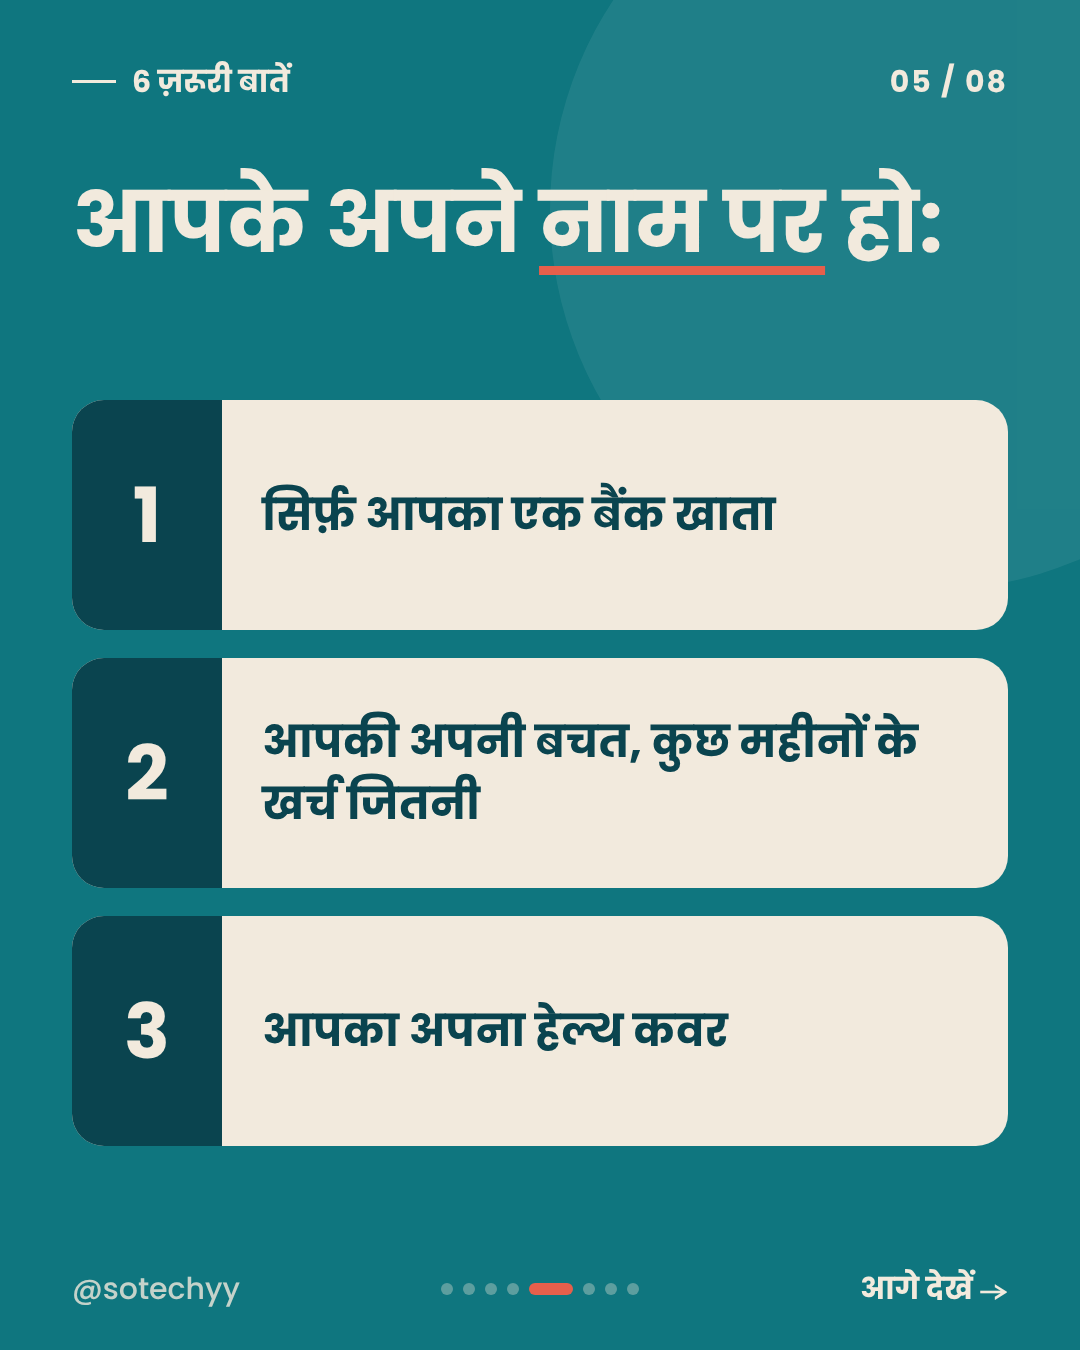 6 ज़रूरी बातें
05 / 08
आपके अपने नाम पर हो:
1
सिर्फ़ आपका एक बैंक खाता
2
आपकी अपनी बचत, कुछ महीनों के
खर्च जितनी
3
आपका अपना हेल्थ कवर
@sotechyy
आगे देखें →